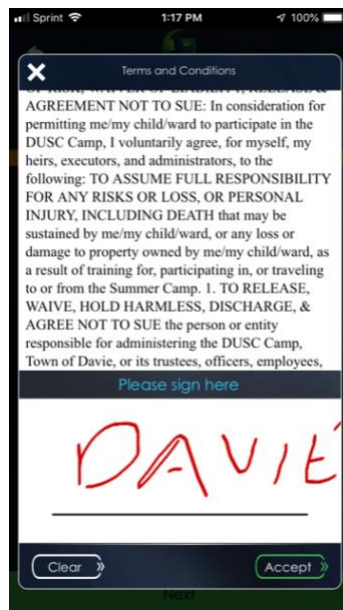 Sprint 1:17 PM 100%
Terms and Conditions
OF RISK, WAIVER OF LIABILITY, RELEASE &
AGREEMENT NOT TO SUE: In consideration for
permitting me/my child/ward to participate in the
DUSC Camp, I voluntarily agree, for myself, my
heirs, executors, and administrators, to the
following: TO ASSUME FULL RESPONSIBILITY
FOR ANY RISKS OR LOSS, OR PERSONAL
INJURY, INCLUDING DEATH that may be
sustained by me/my child/ward, or any loss or
damage to property owned by me/my child/ward, as
a result of training for, participating in, or traveling
to or from the Summer Camp. 1. TO RELEASE,
WAIVE, HOLD HARMLESS, DISCHARGE, &
AGREE NOT TO SUE the person or entity
responsible for administering the DUSC Camp,
Town of Davie, or its trustees, officers, employees,
Please sign here
DAVIE
Clear Accept
Next